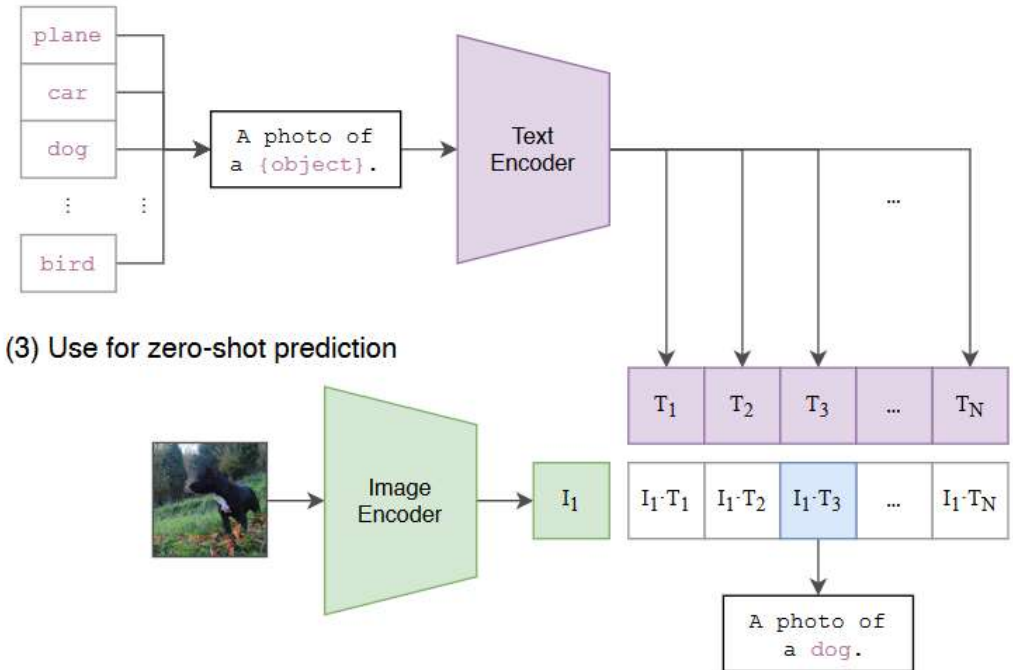 plane
car
dog
⋮ ⋮
bird
A photo of
a {object}.
Text
Encoder
...
(3) Use for zero-shot prediction
T1 T2 T3 ... TN
Image
Encoder
I1
I1·T1 I1·T2 I1·T3 ... I1·TN
A photo of
a dog.